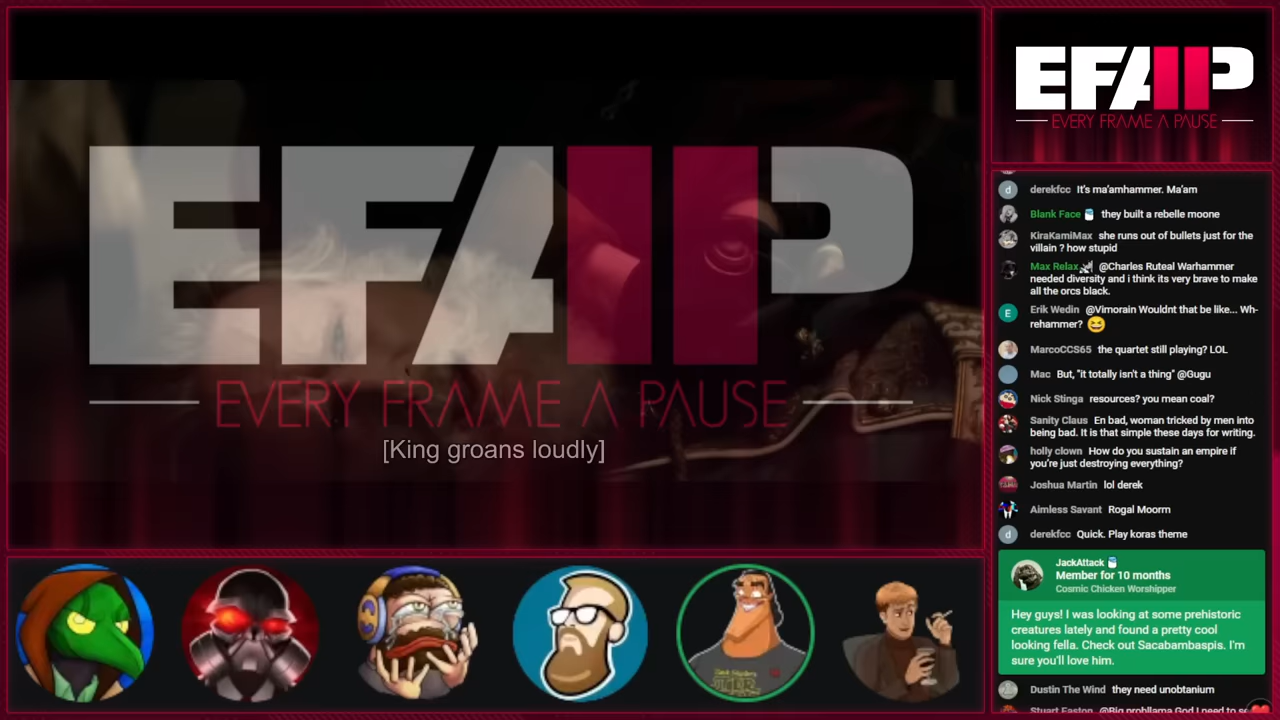 EFAP
EVERY FRAME A PAUSE
[King groans loudly]
EFAP
EVERY FRAME A PAUSE
derekfcc It's ma'amhammer. Ma'am
Blank Face they built a rebelle moone
KiraKamiMax she runs out of bullets just for the
villain ? how stupid
Max Relax @Charles Ruteal Warhammer
needed diversity and i think its very brave to make
all the orcs black.
E
Erik Wedin @Vimorain Wouldnt that be like... Wh-
rehammer?
MarcoCCS65 the quartet still playing? LOL
Mac But, "it totally isn't a thing" @Gugu
Nick Stinga resources? you mean coal?
Sanity Claus En bad, woman tricked by men into
being bad. It is that simple these days for writing.
holly clown How do you sustain an empire if
you're just destroying everything?
Joshua Martin lol derek
Aimless Savant Rogal Moorm
d
derekfcc Quick. Play koras theme
JackAttack
Member for 10 months
Cosmic Chicken Worshipper
Hey guys! I was looking at some prehistoric
creatures lately and found a pretty cool
looking fella. Check out Sacabambaspis. I'm
sure you'll love him.
Dustin The Wind they need unobtanium
Stuart Easton @Big probllama God I need to